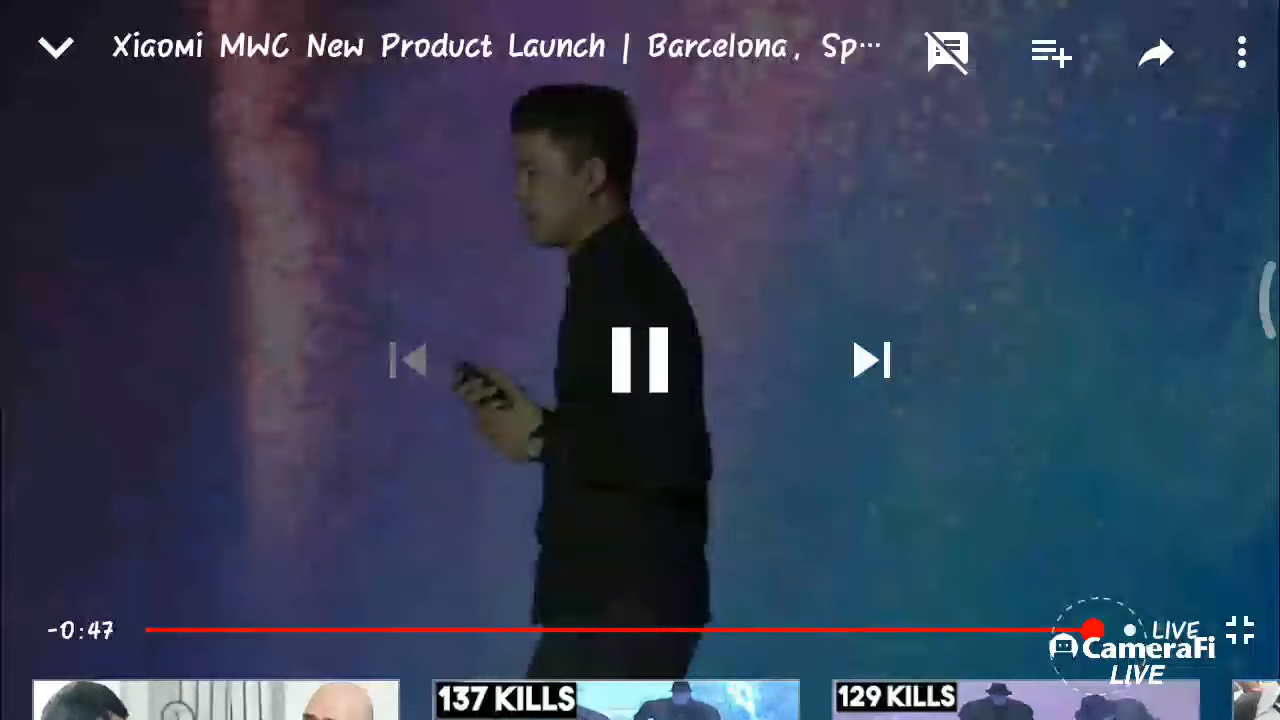 Xiaomi MWC New Product Launch | Barcelona, Sp...
-0:47
LIVE
CameraFi
LIVE
137 KILLS
129 KILLS